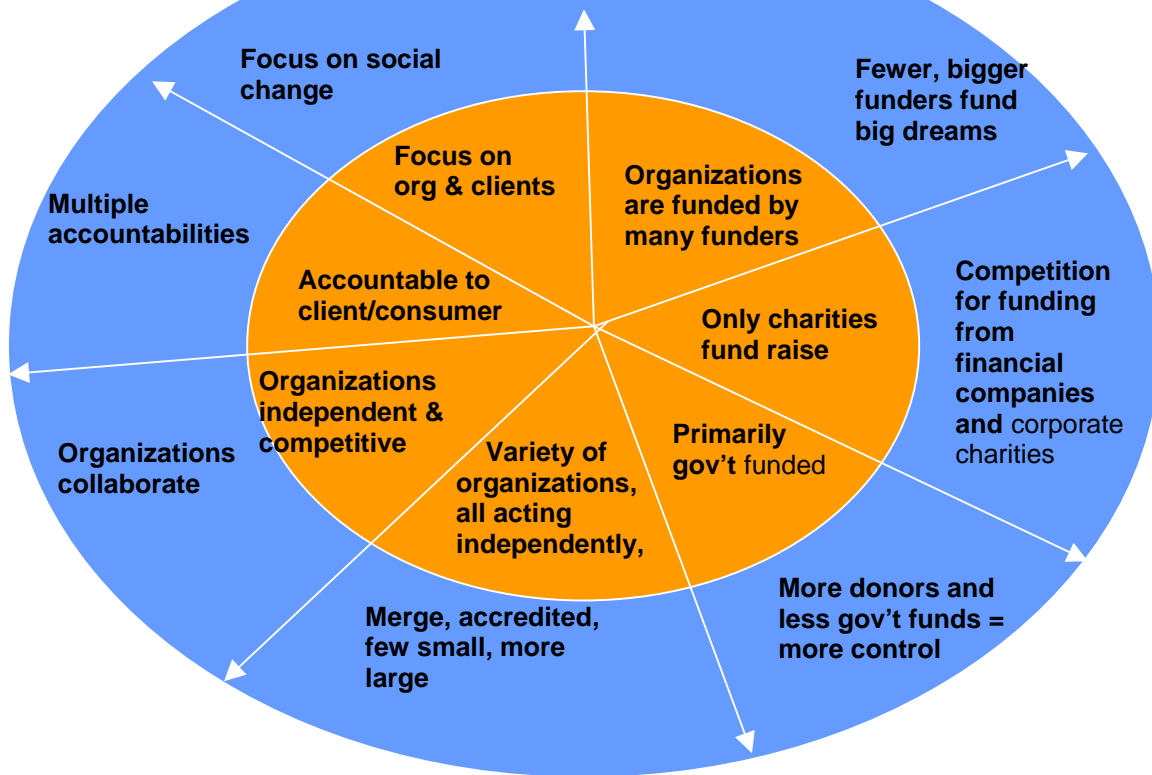 Focus on social
change
Fewer, bigger
funders fund
big dreams
Focus on
org & clients
Organizations
are funded by
many funders
Multiple
accountabilities
Accountable to
client/consumer
Only charities
fund raise
Competition
for funding
from
financial
companies
and corporate
charities
Organizations
independent &
competitive
Organizations
collaborate
Variety of
organizations,
all acting
independently,
Primarily
gov’t funded
Merge, accredited,
few small, more
large
More donors and
less gov’t funds =
more control